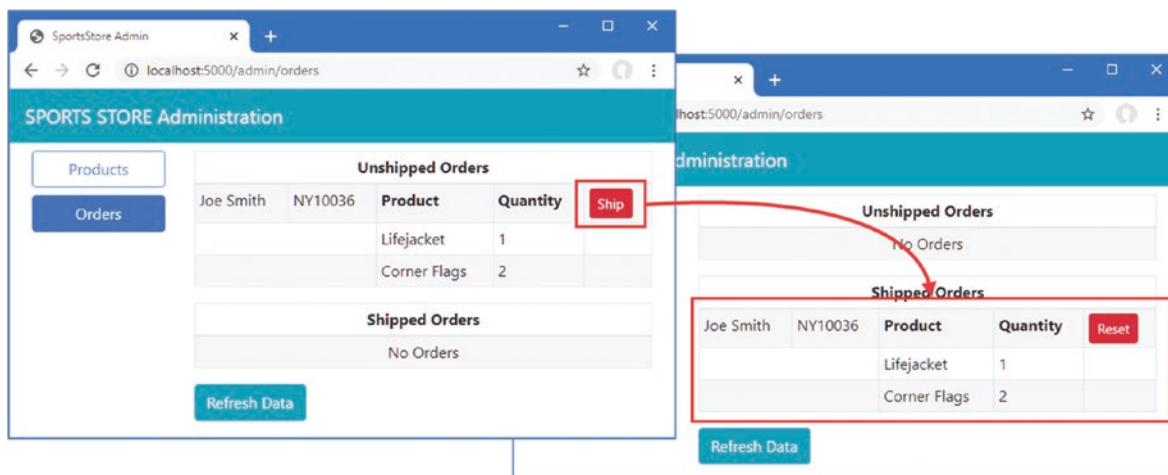 SportsStore Admin
localhost:5000/admin/orders
SPORTS STORE Administration
Products
Orders
Unshipped Orders
Joe Smith NY10036 Product Quantity Ship
Lifejacket 1
Corner Flags 2
Shipped Orders
No Orders
Refresh Data
lhost:5000/admin/orders
dministration
Unshipped Orders
No Orders
Shipped Orders
Joe Smith NY10036 Product Quantity Reset
Lifejacket 1
Corner Flags 2
Refresh Data